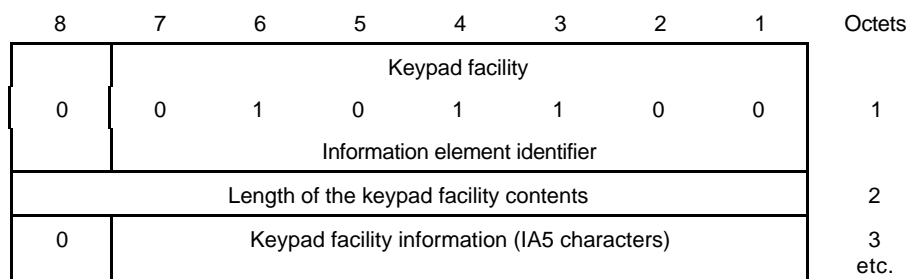 8 7 6 5 4 3 2 1 Octets
Keypad facility
0 0 1 0 1 1 0 0 1
Information element identifier
Length of the keypad facility contents 2
0 Keypad facility information (IA5 characters) 3
etc.